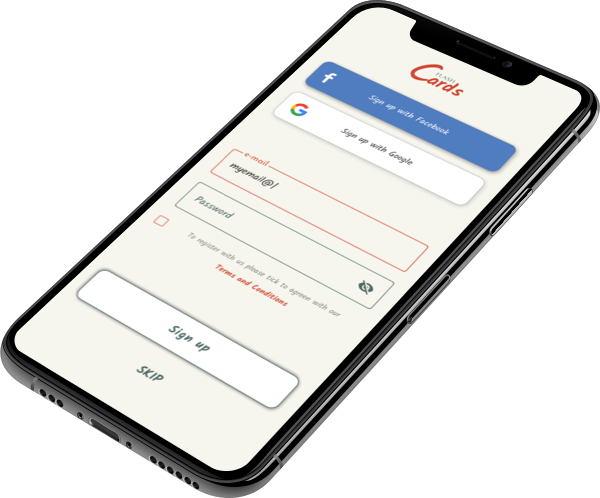 FLASH
Cards
f
Sign up with Facebook
G
Sign up with Google
e-mail
myemail@|
Password
To register with us please tick to agreen with our
Terms and Conditions
Sign up
SKIP